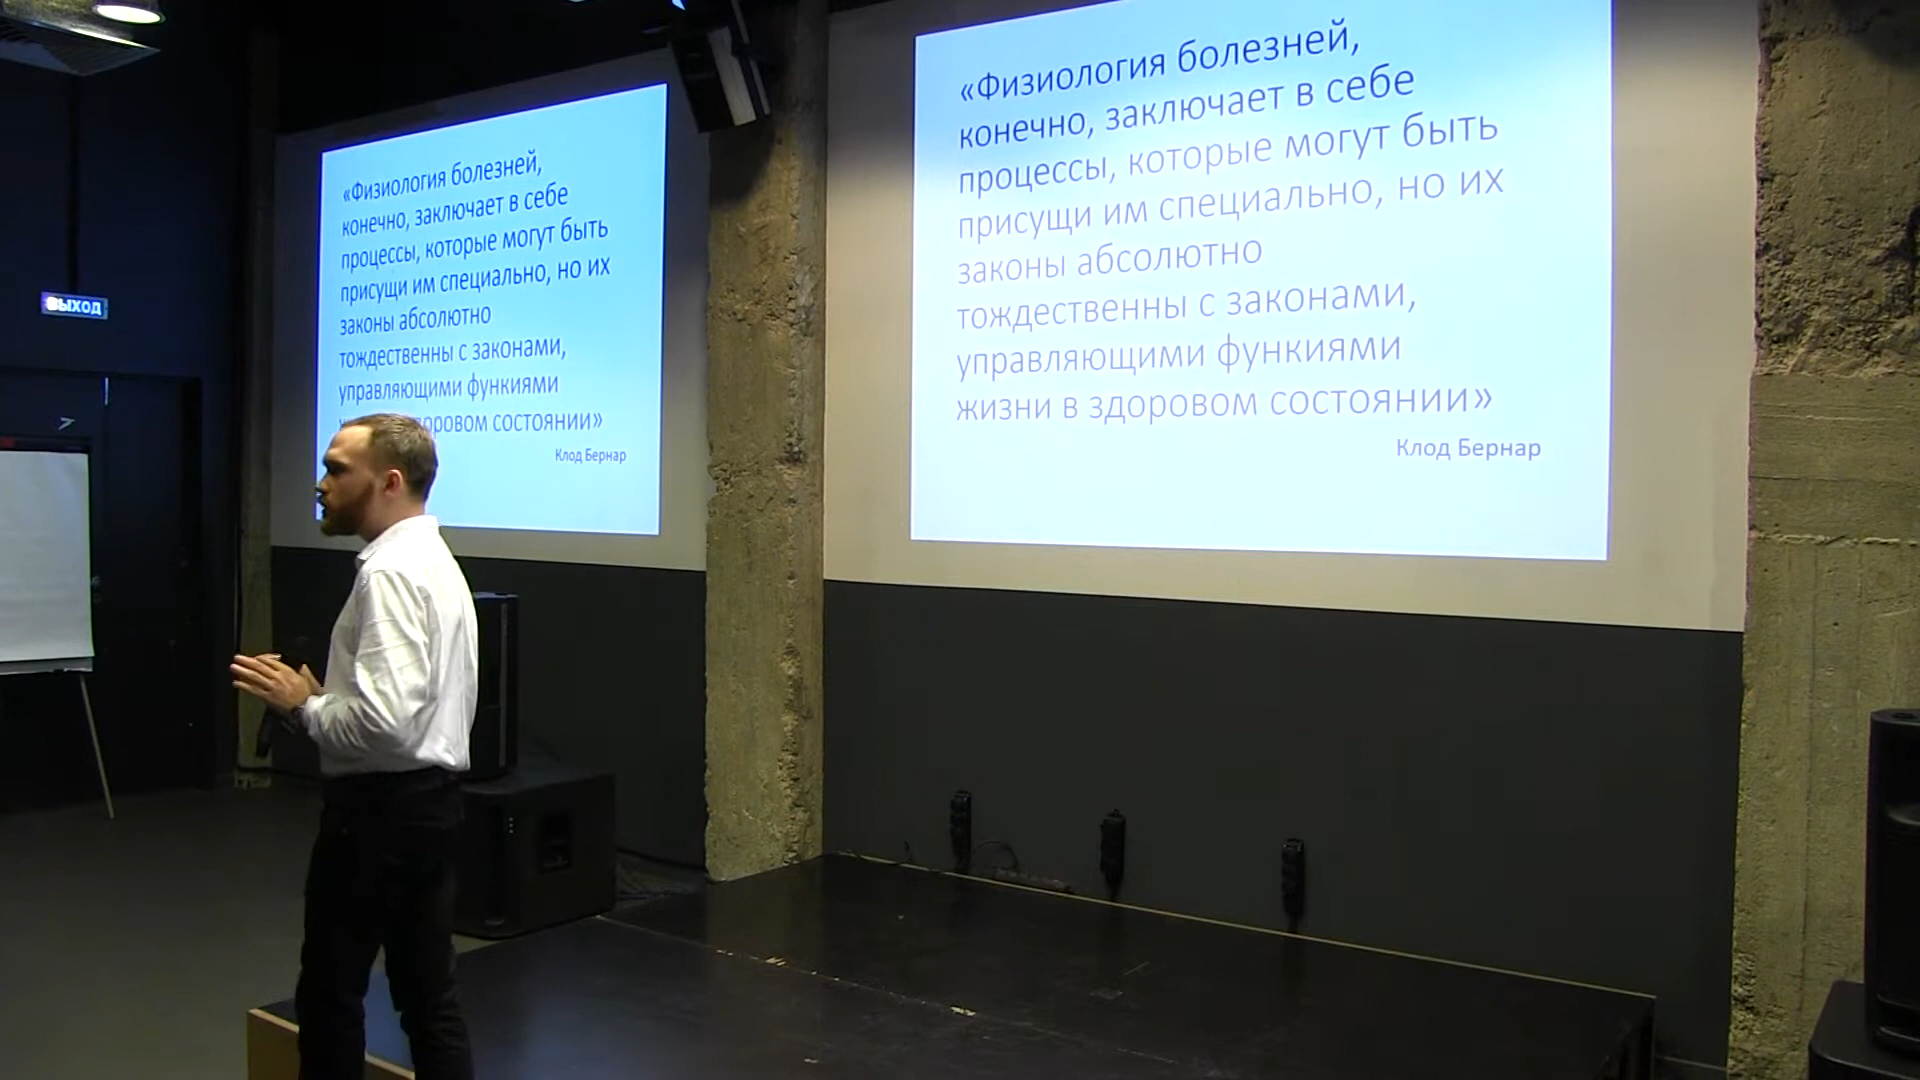 ВЫХОД
«Физиология болезней,
конечно, заключает в себе
процессы, которые могут быть
присущи им специально, но их
законы абсолютно
тождественны с законами,
управляющими функиями
здоровом состоянии»
Клод Бернар
«Физиология болезней,
конечно, заключает в себе
процессы, которые могут быть
присущи им специально, но их
законы абсолютно
тождественны с законами,
управляющими функиями
жизни в здоровом состоянии»
Клод Бернар